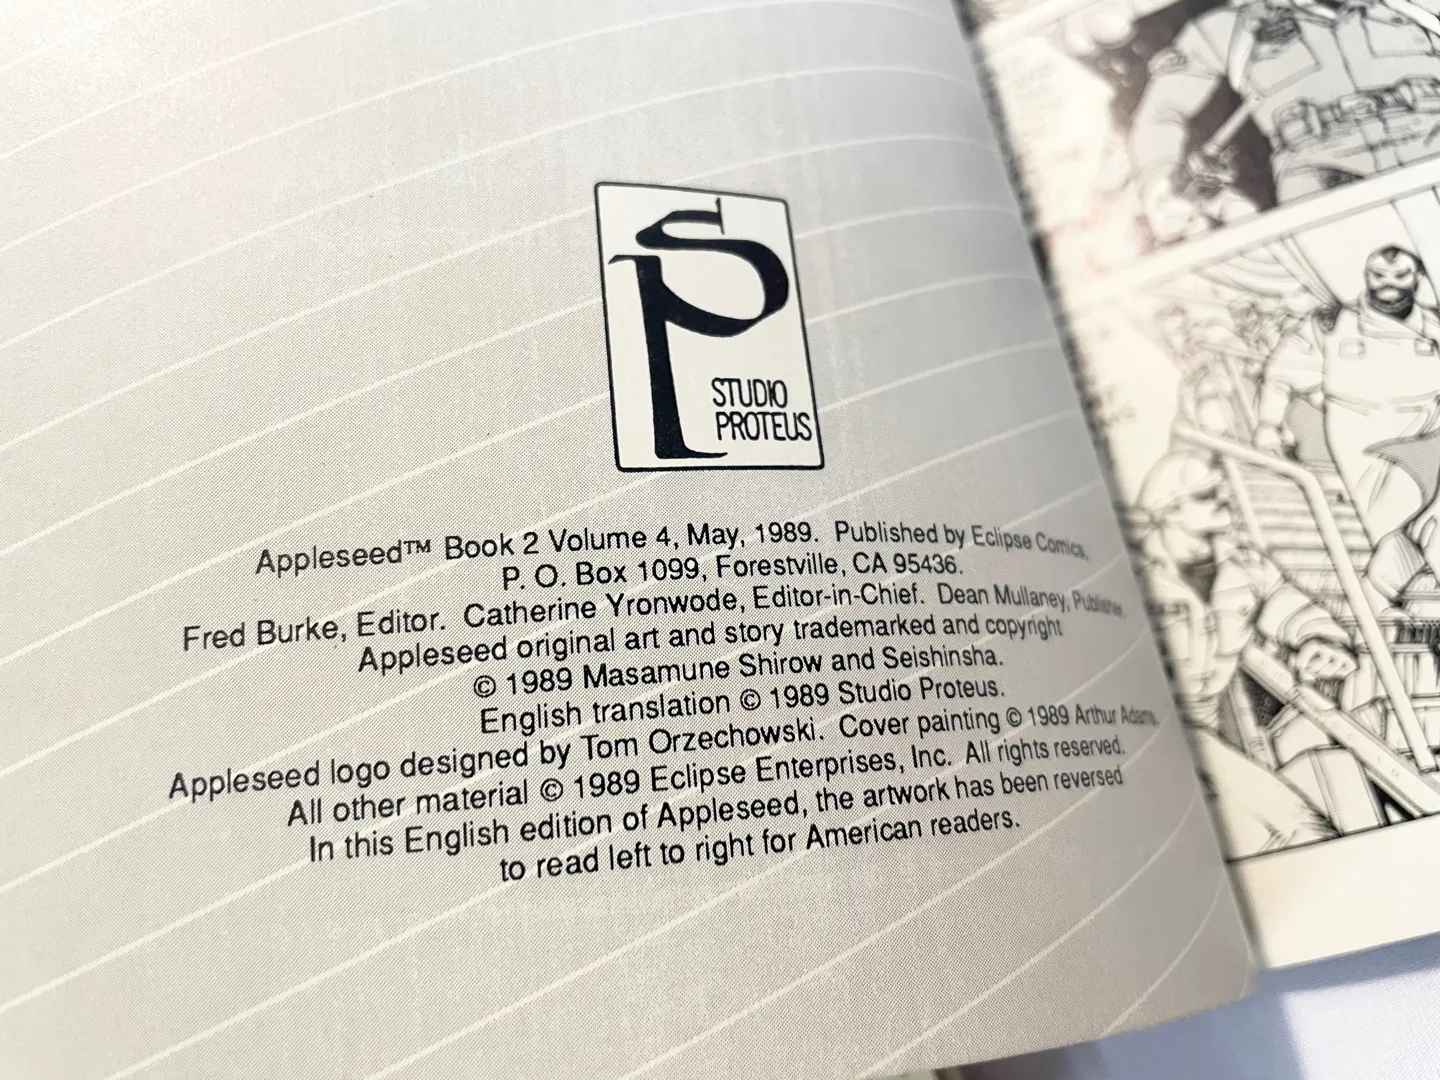 SP
STUDIO
PROTEUS
Appleseed™ Book 2 Volume 4, May, 1989. Published by Eclipse Comics,
P. O. Box 1099, Forestville, CA 95436.
Fred Burke, Editor. Catherine Yronwode, Editor-in-Chief. Dean Mullaney, Publisher.
Appleseed original art and story trademarked and copyright
© 1989 Masamune Shirow and Seishinsha.
English translation © 1989 Studio Proteus.
Appleseed logo designed by Tom Orzechowski. Cover painting © 1989 Arthur Adams.
All other material © 1989 Eclipse Enterprises, Inc. All rights reserved.
In this English edition of Appleseed, the artwork has been reversed
to read left to right for American readers.